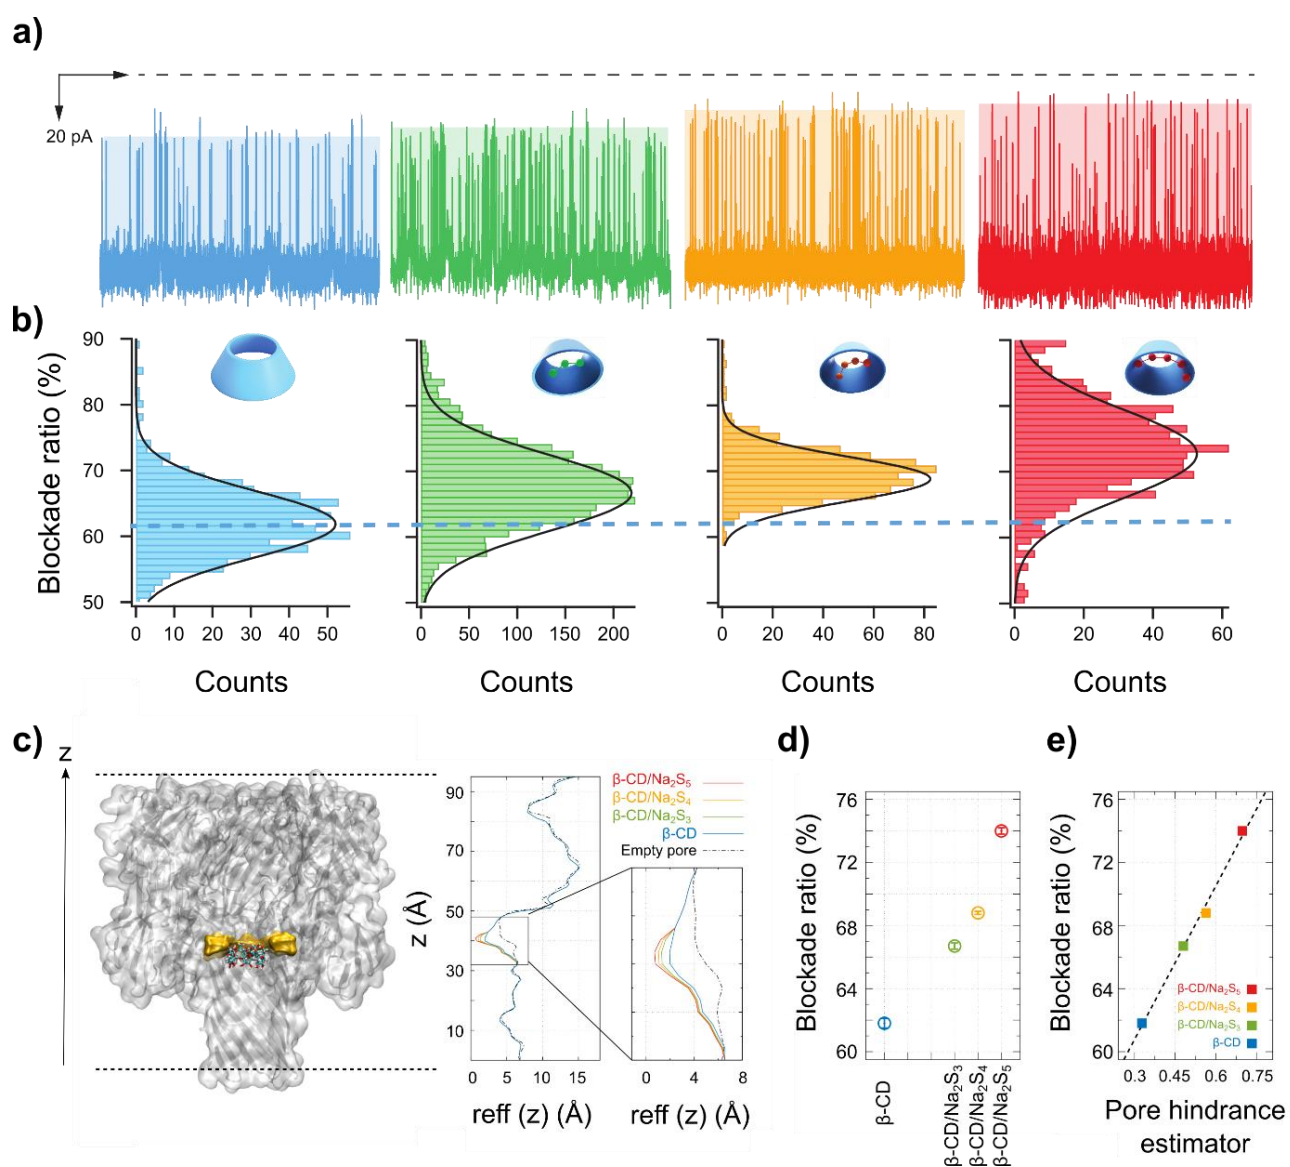 a)
20 pA
b)
Blockade ratio (%)
90
80
70
60
50
0 10 20 30 40 50
0 50 100 150 200
0 20 40 60 80
0 20 40 60
Counts
Counts
Counts
Counts
c)
z
z (Å)
90
70
50
30
10
0 5 10 15
reff (z) (Å)
β-CD/Na₂S₅
β-CD/Na₂S₄
β-CD/Na₂S₃
β-CD
Empty pore
0 4 8
reff (z) (Å)
d)
Blockade ratio (%)
76
72
68
64
60
β-CD
β-CD/Na₂S₃
β-CD/Na₂S₄
β-CD/Na₂S₅
e)
Blockade ratio (%)
76
72
68
64
60
β-CD/Na₂S₅
β-CD/Na₂S₄
β-CD/Na₂S₃
β-CD
0.3 0.45 0.6 0.75
Pore hindrance
estimator